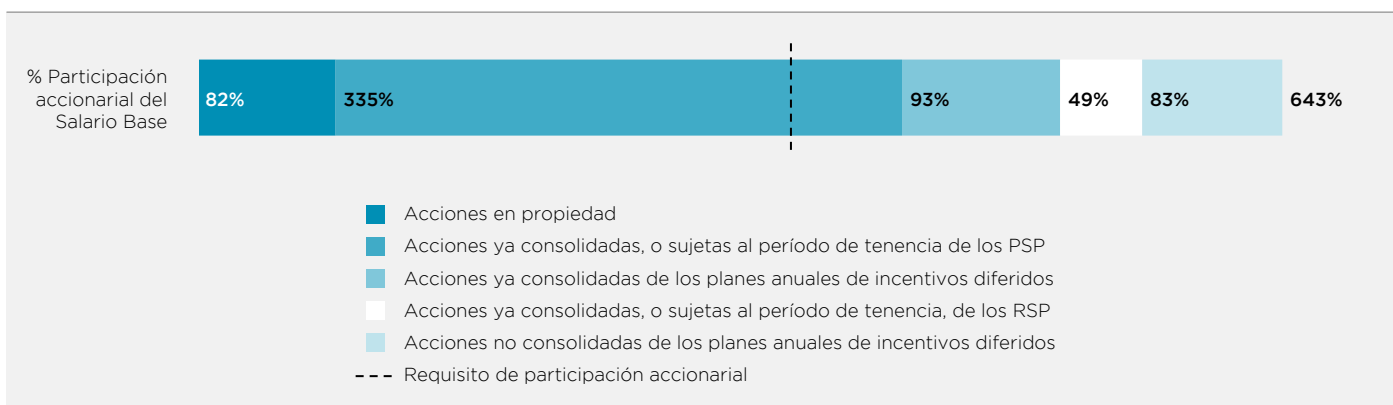 % Participación
accionarial del
Salario Base
82%
335%
93%
49%
83%
643%
Acciones en propiedad
Acciones ya consolidadas, o sujetas al período de tenencia de los PSP
Acciones ya consolidadas de los planes anuales de incentivos diferidos
Acciones ya consolidadas, o sujetas al período de tenencia, de los RSP
Acciones no consolidadas de los planes anuales de incentivos diferidos
Requisito de participación accionarial